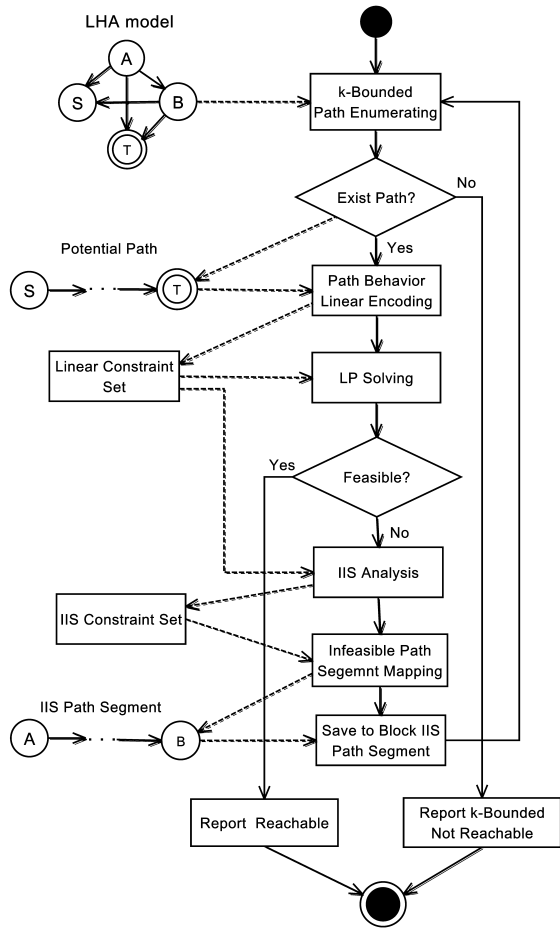 LHA model
A
S
B
T
k-Bounded
Path Enumerating
Exist Path?
No
Yes
Potential Path
S
T
Path Behavior
Linear Encoding
Linear Constraint
Set
LP Solving
Yes
Feasible?
No
IIS Analysis
IIS Constraint Set
Infeasible Path
Segemnt Mapping
IIS Path Segment
A
B
Save to Block IIS
Path Segment
Report Reachable
Report k-Bounded
Not Reachable